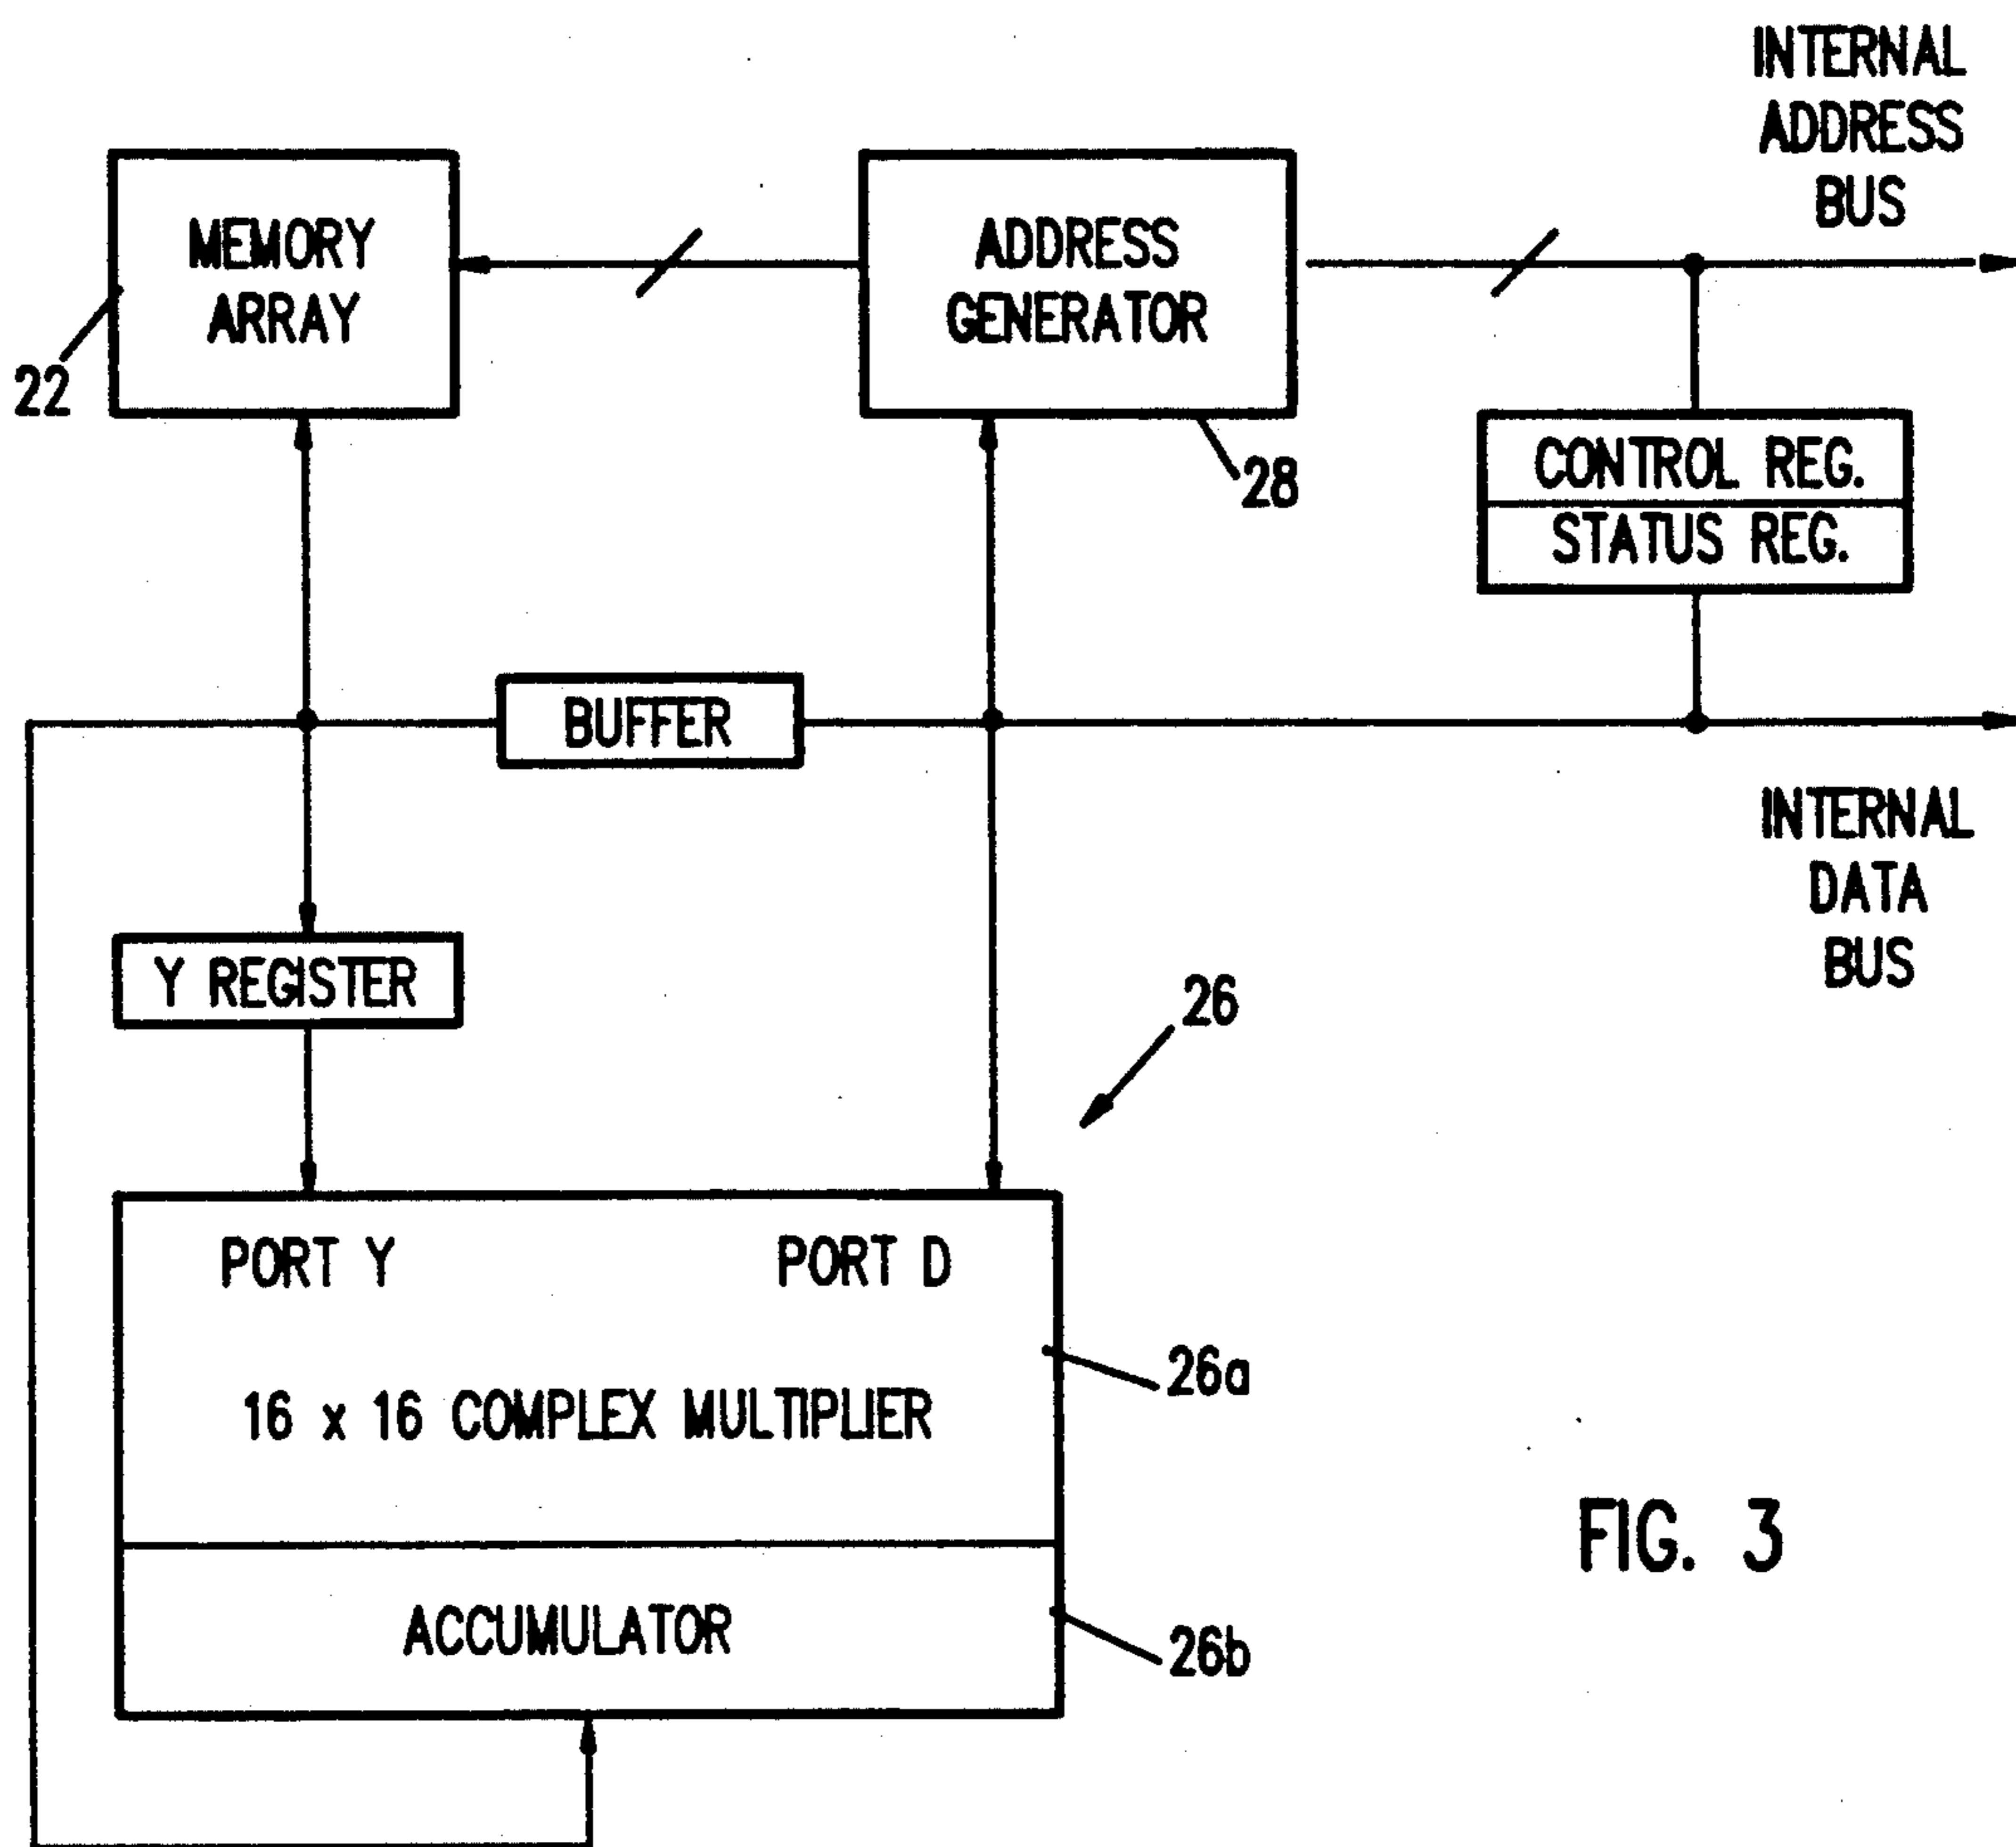 INTERNAL
ADDRESS
BUS
MEMORY
ARRAY
ADDRESS
GENERATOR
22
28
CONTROL REG.
STATUS REG.
BUFFER
INTERNAL
DATA
BUS
Y REGISTER
26
PORT Y
PORT D
26a
16 x 16 COMPLEX MULTIPLIER
FIG. 3
ACCUMULATOR
26b